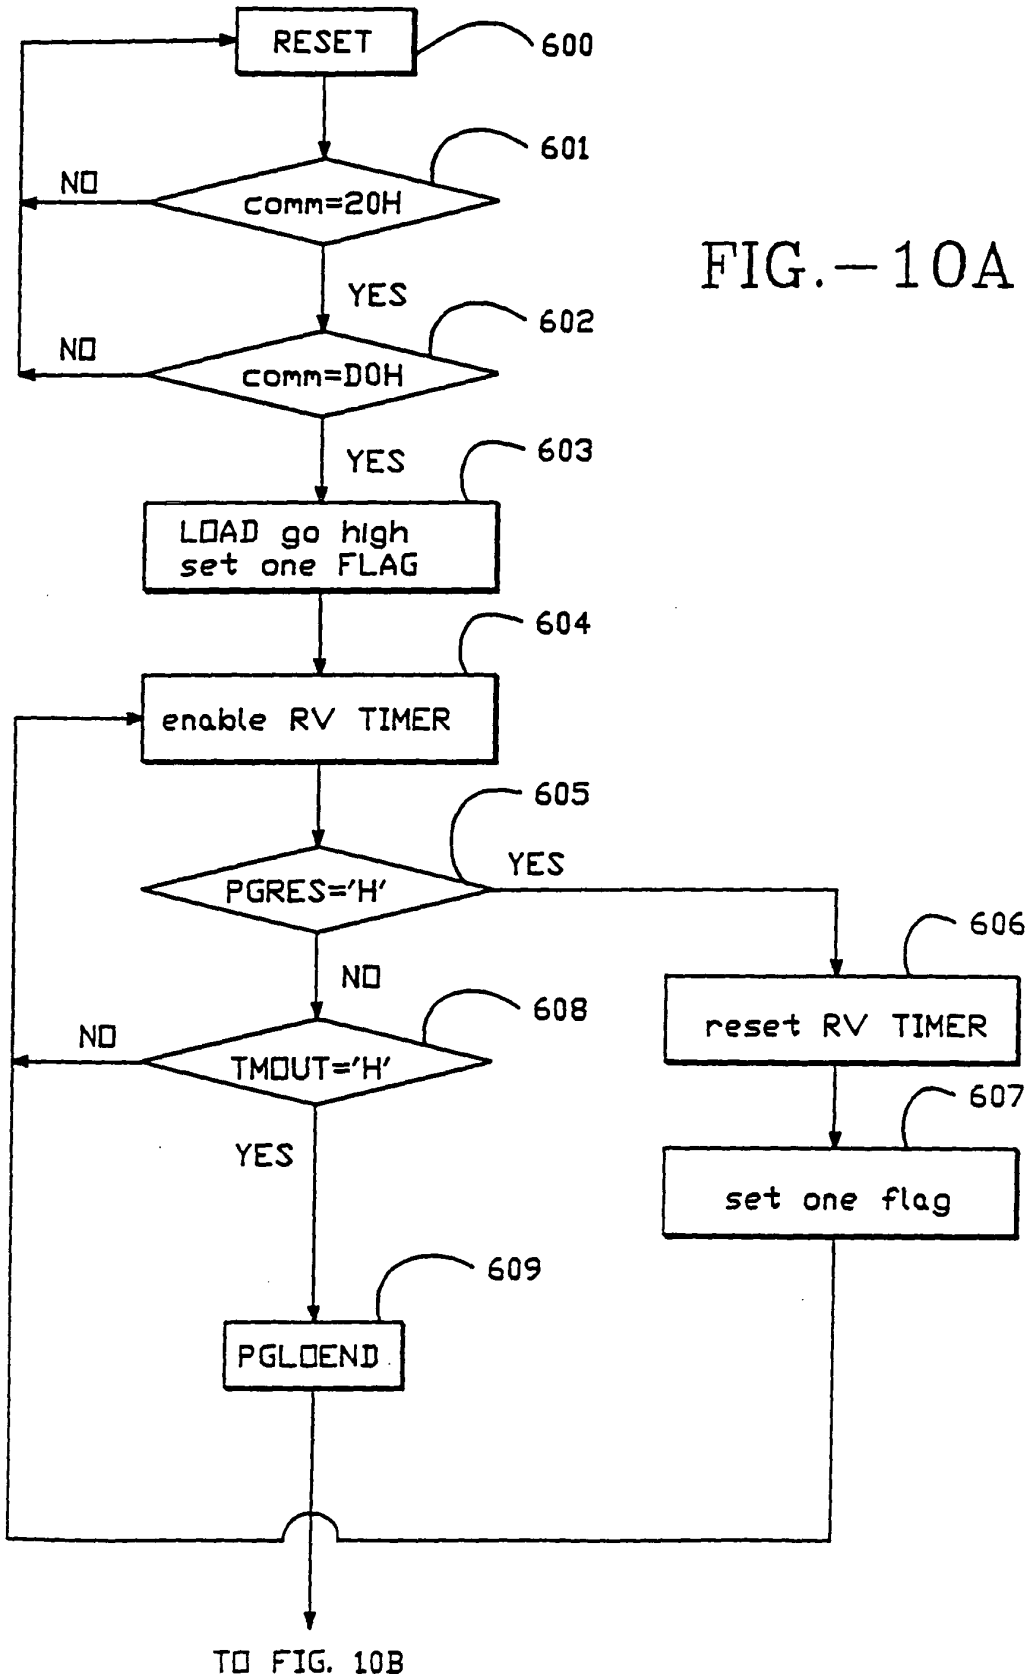 RESET
600
601
NO
comm=20H
FIG.-10A
YES
602
NO
comm=D0H
YES
603
LOAD go high
set one FLAG
604
enable RV TIMER
605
YES
PGRES='H'
606
NO
608
NO
reset RV TIMER
TMOUT='H'
607
YES
set one flag
609
PGLOEND
TO FIG. 10B